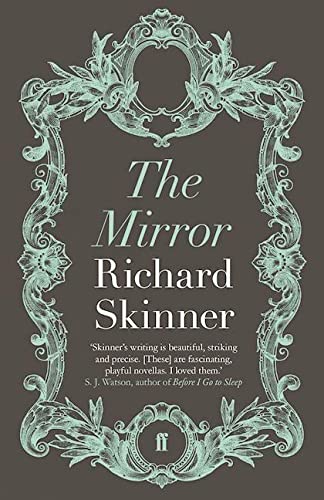 The
Mirror
Richard
Skinner
‘Skinner’s writing is beautiful, striking
and precise. [These] are fascinating,
playful novellas. I loved them.’
S. J. Watson, author of Before I Go to Sleep
ff